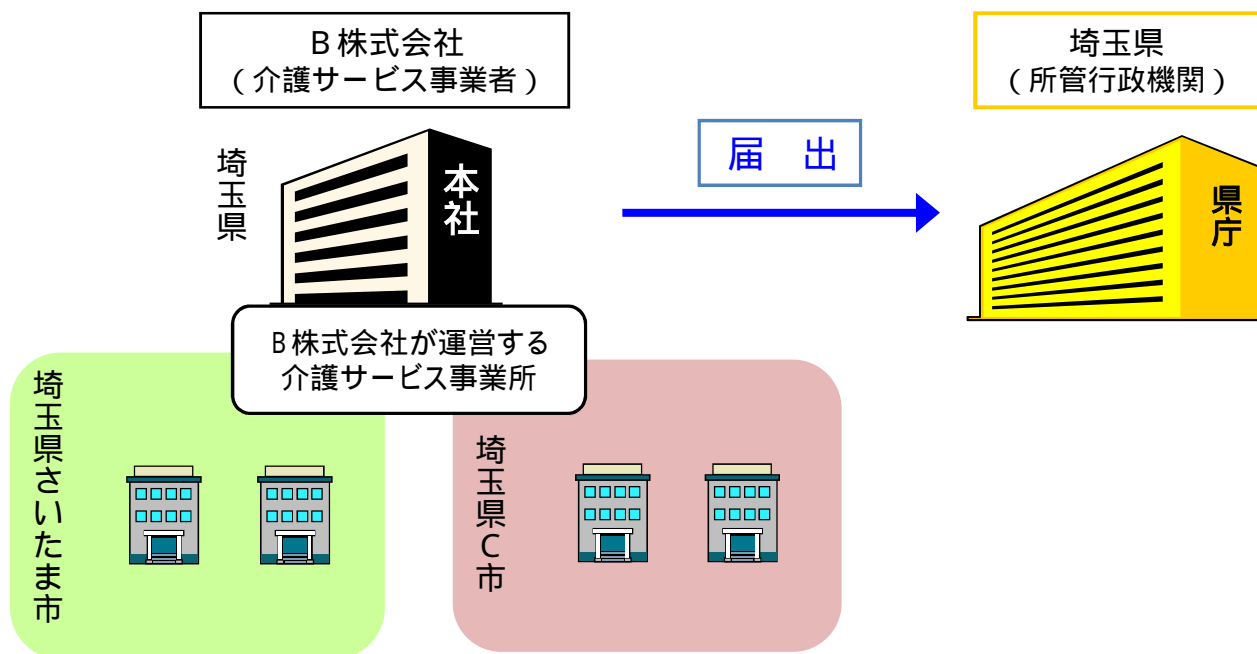 B株式会社
(介護サービス事業者)
埼玉県
(所管行政機関)
届 出
埼玉県
本社
県庁
B株式会社が運営する
介護サービス事業所
埼玉県さいたま市
埼玉県C市